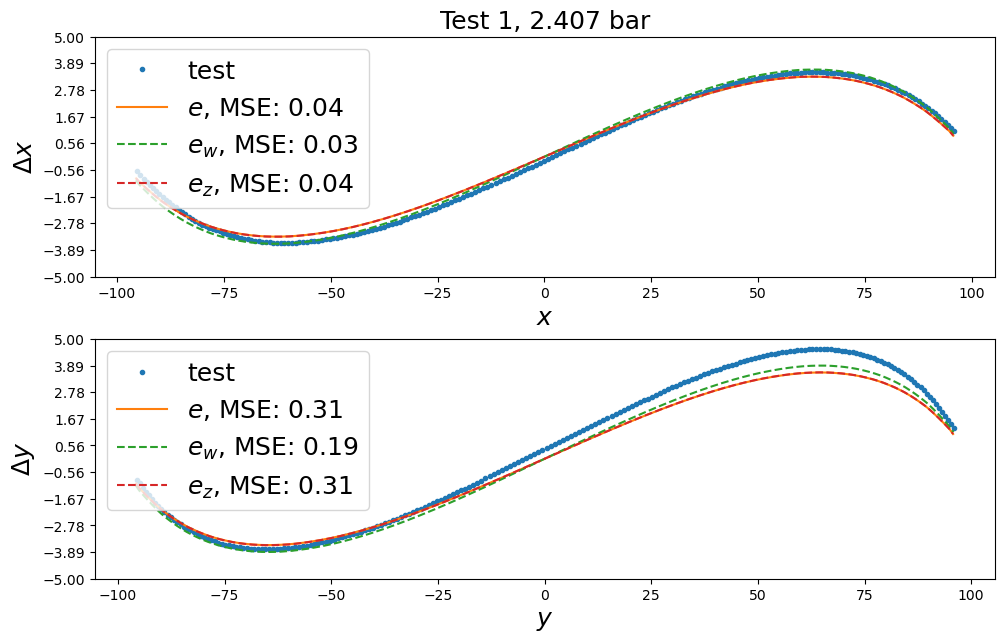 Test 1, 2.407 bar
5.00
3.89
2.78
1.67
0.56
−0.56
−1.67
−2.78
−3.89
−5.00
Δx
test
e, MSE: 0.04
e_w, MSE: 0.03
e_z, MSE: 0.04
−100 −75 −50 −25 0 25 50 75 100
x
5.00
3.89
2.78
1.67
0.56
−0.56
−1.67
−2.78
−3.89
−5.00
Δy
test
e, MSE: 0.31
e_w, MSE: 0.19
e_z, MSE: 0.31
−100 −75 −50 −25 0 25 50 75 100
y